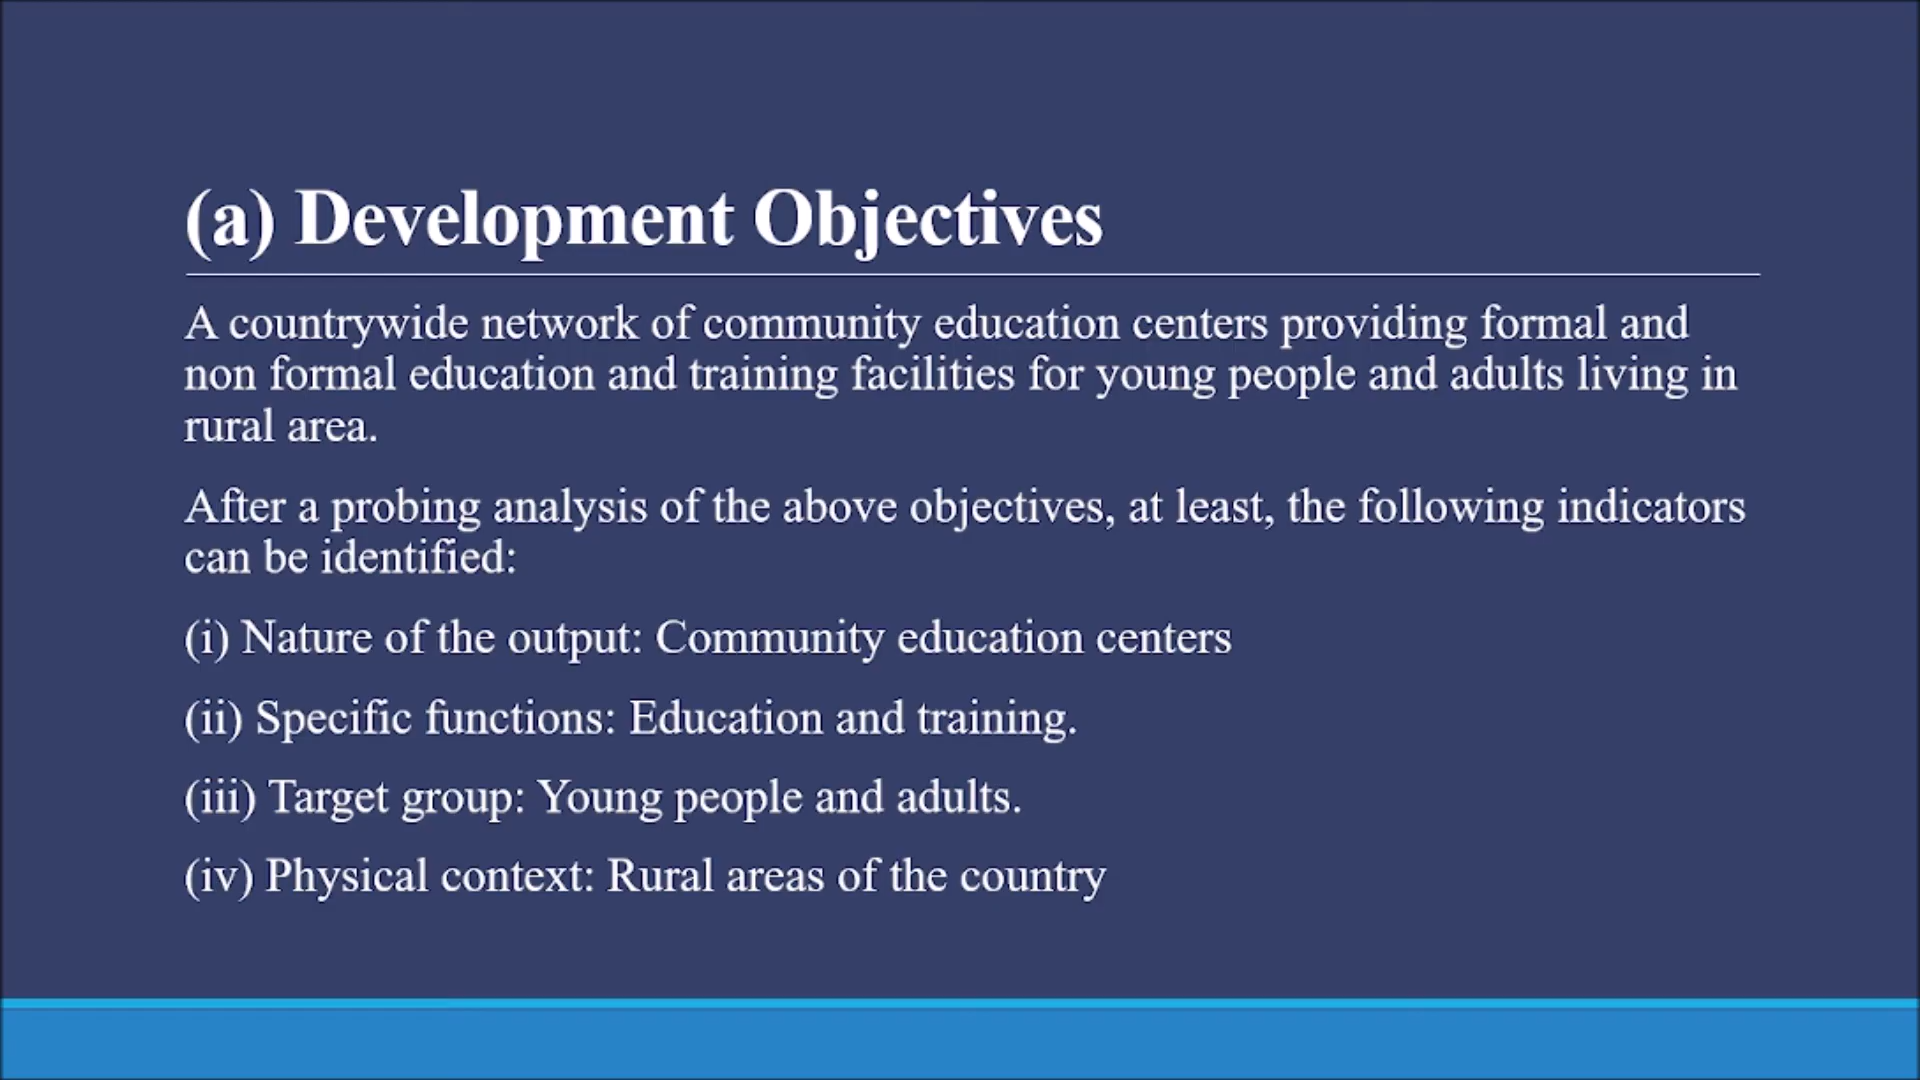 (a) Development Objectives
A countrywide network of community education centers providing formal and
non formal education and training facilities for young people and adults living in
rural area.
After a probing analysis of the above objectives, at least, the following indicators
can be identified:
(i) Nature of the output: Community education centers
(ii) Specific functions: Education and training.
(iii) Target group: Young people and adults.
(iv) Physical context: Rural areas of the country